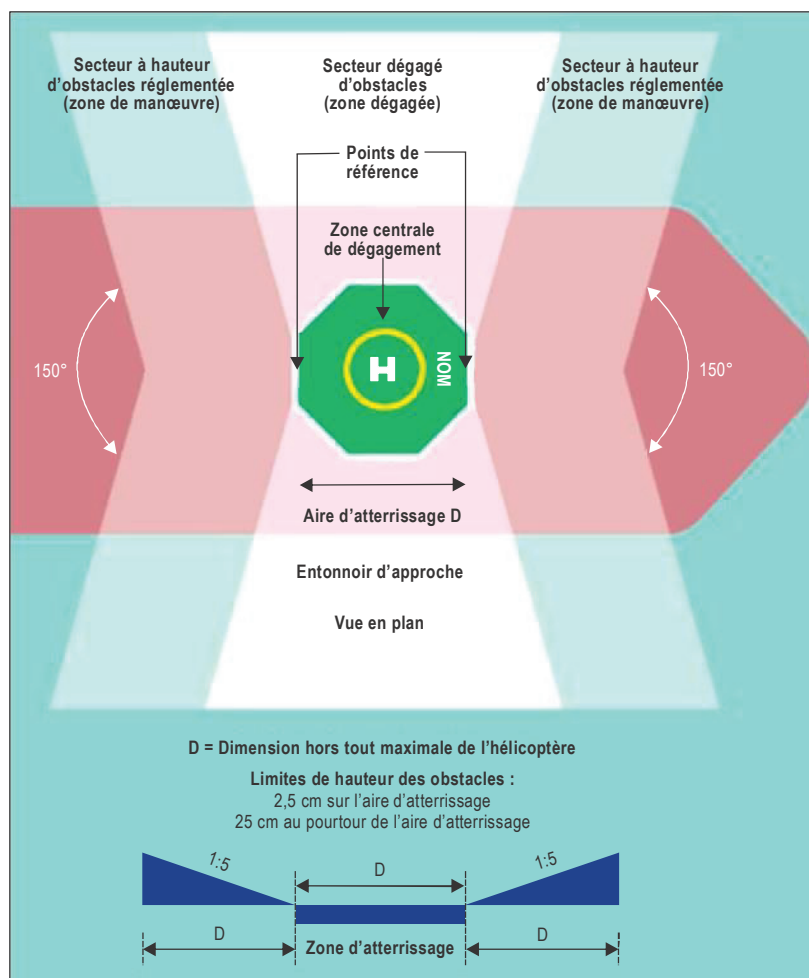 Secteur à hauteur
d'obstacles réglementée
(zone de manœuvre)
Secteur dégagé
d'obstacles
(zone dégagée)
Secteur à hauteur
d'obstacles réglementée
(zone de manœuvre)
Points de
référence
Zone centrale
de dégagement
150°
H
NOM
150°
Aire d'atterrissage D
Entonnoir d'approche
Vue en plan
D = Dimension hors tout maximale de l'hélicoptère
Limites de hauteur des obstacles :
2,5 cm sur l'aire d'atterrissage
25 cm au pourtour de l'aire d'atterrissage
1:5
D
1:5
D
Zone d'atterrissage
D